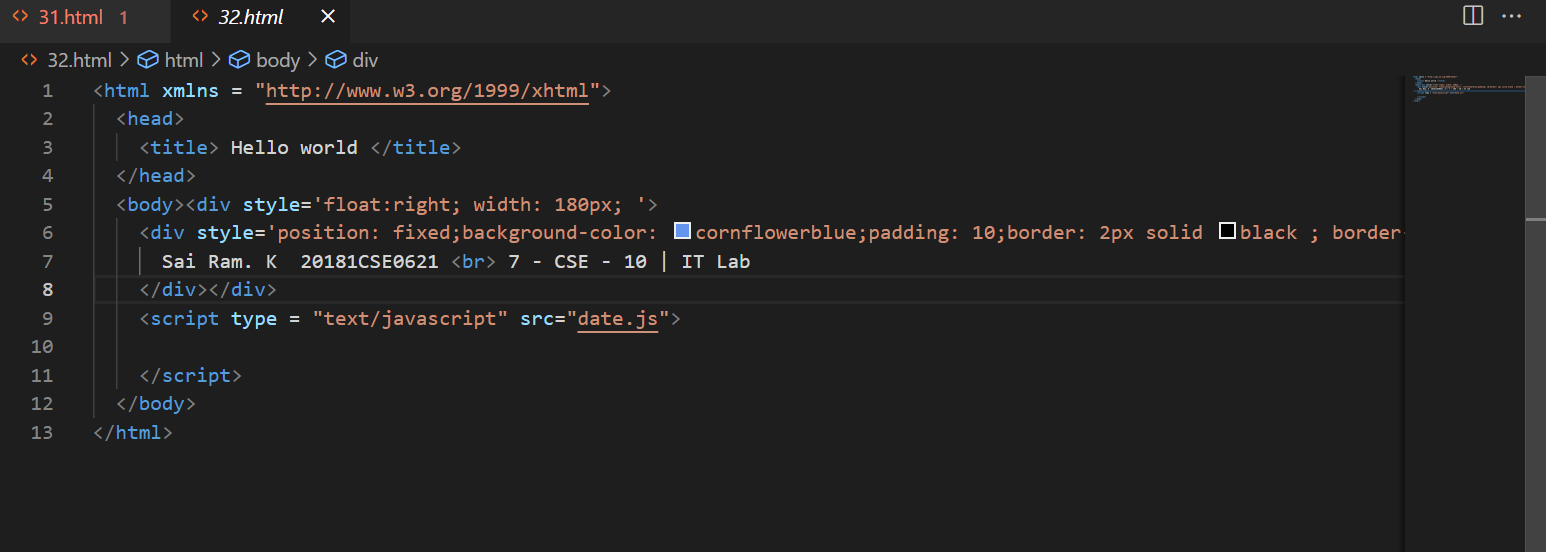 31.html 1 32.html
32.html > html > body > div
1 <html xmlns = "http://www.w3.org/1999/xhtml">
2 <head>
3 <title> Hello world </title>
4 </head>
5 <body><div style='float:right; width: 180px; '>
6 <div style='position: fixed;background-color: cornflowerblue;padding: 10;border: 2px solid black ; border-
7 Sai Ram. K  20181CSE0621 <br> 7 - CSE - 10 | IT Lab
8 </div></div>
9 <script type = "text/javascript" src="date.js">
10
11 </script>
12 </body>
13 </html>